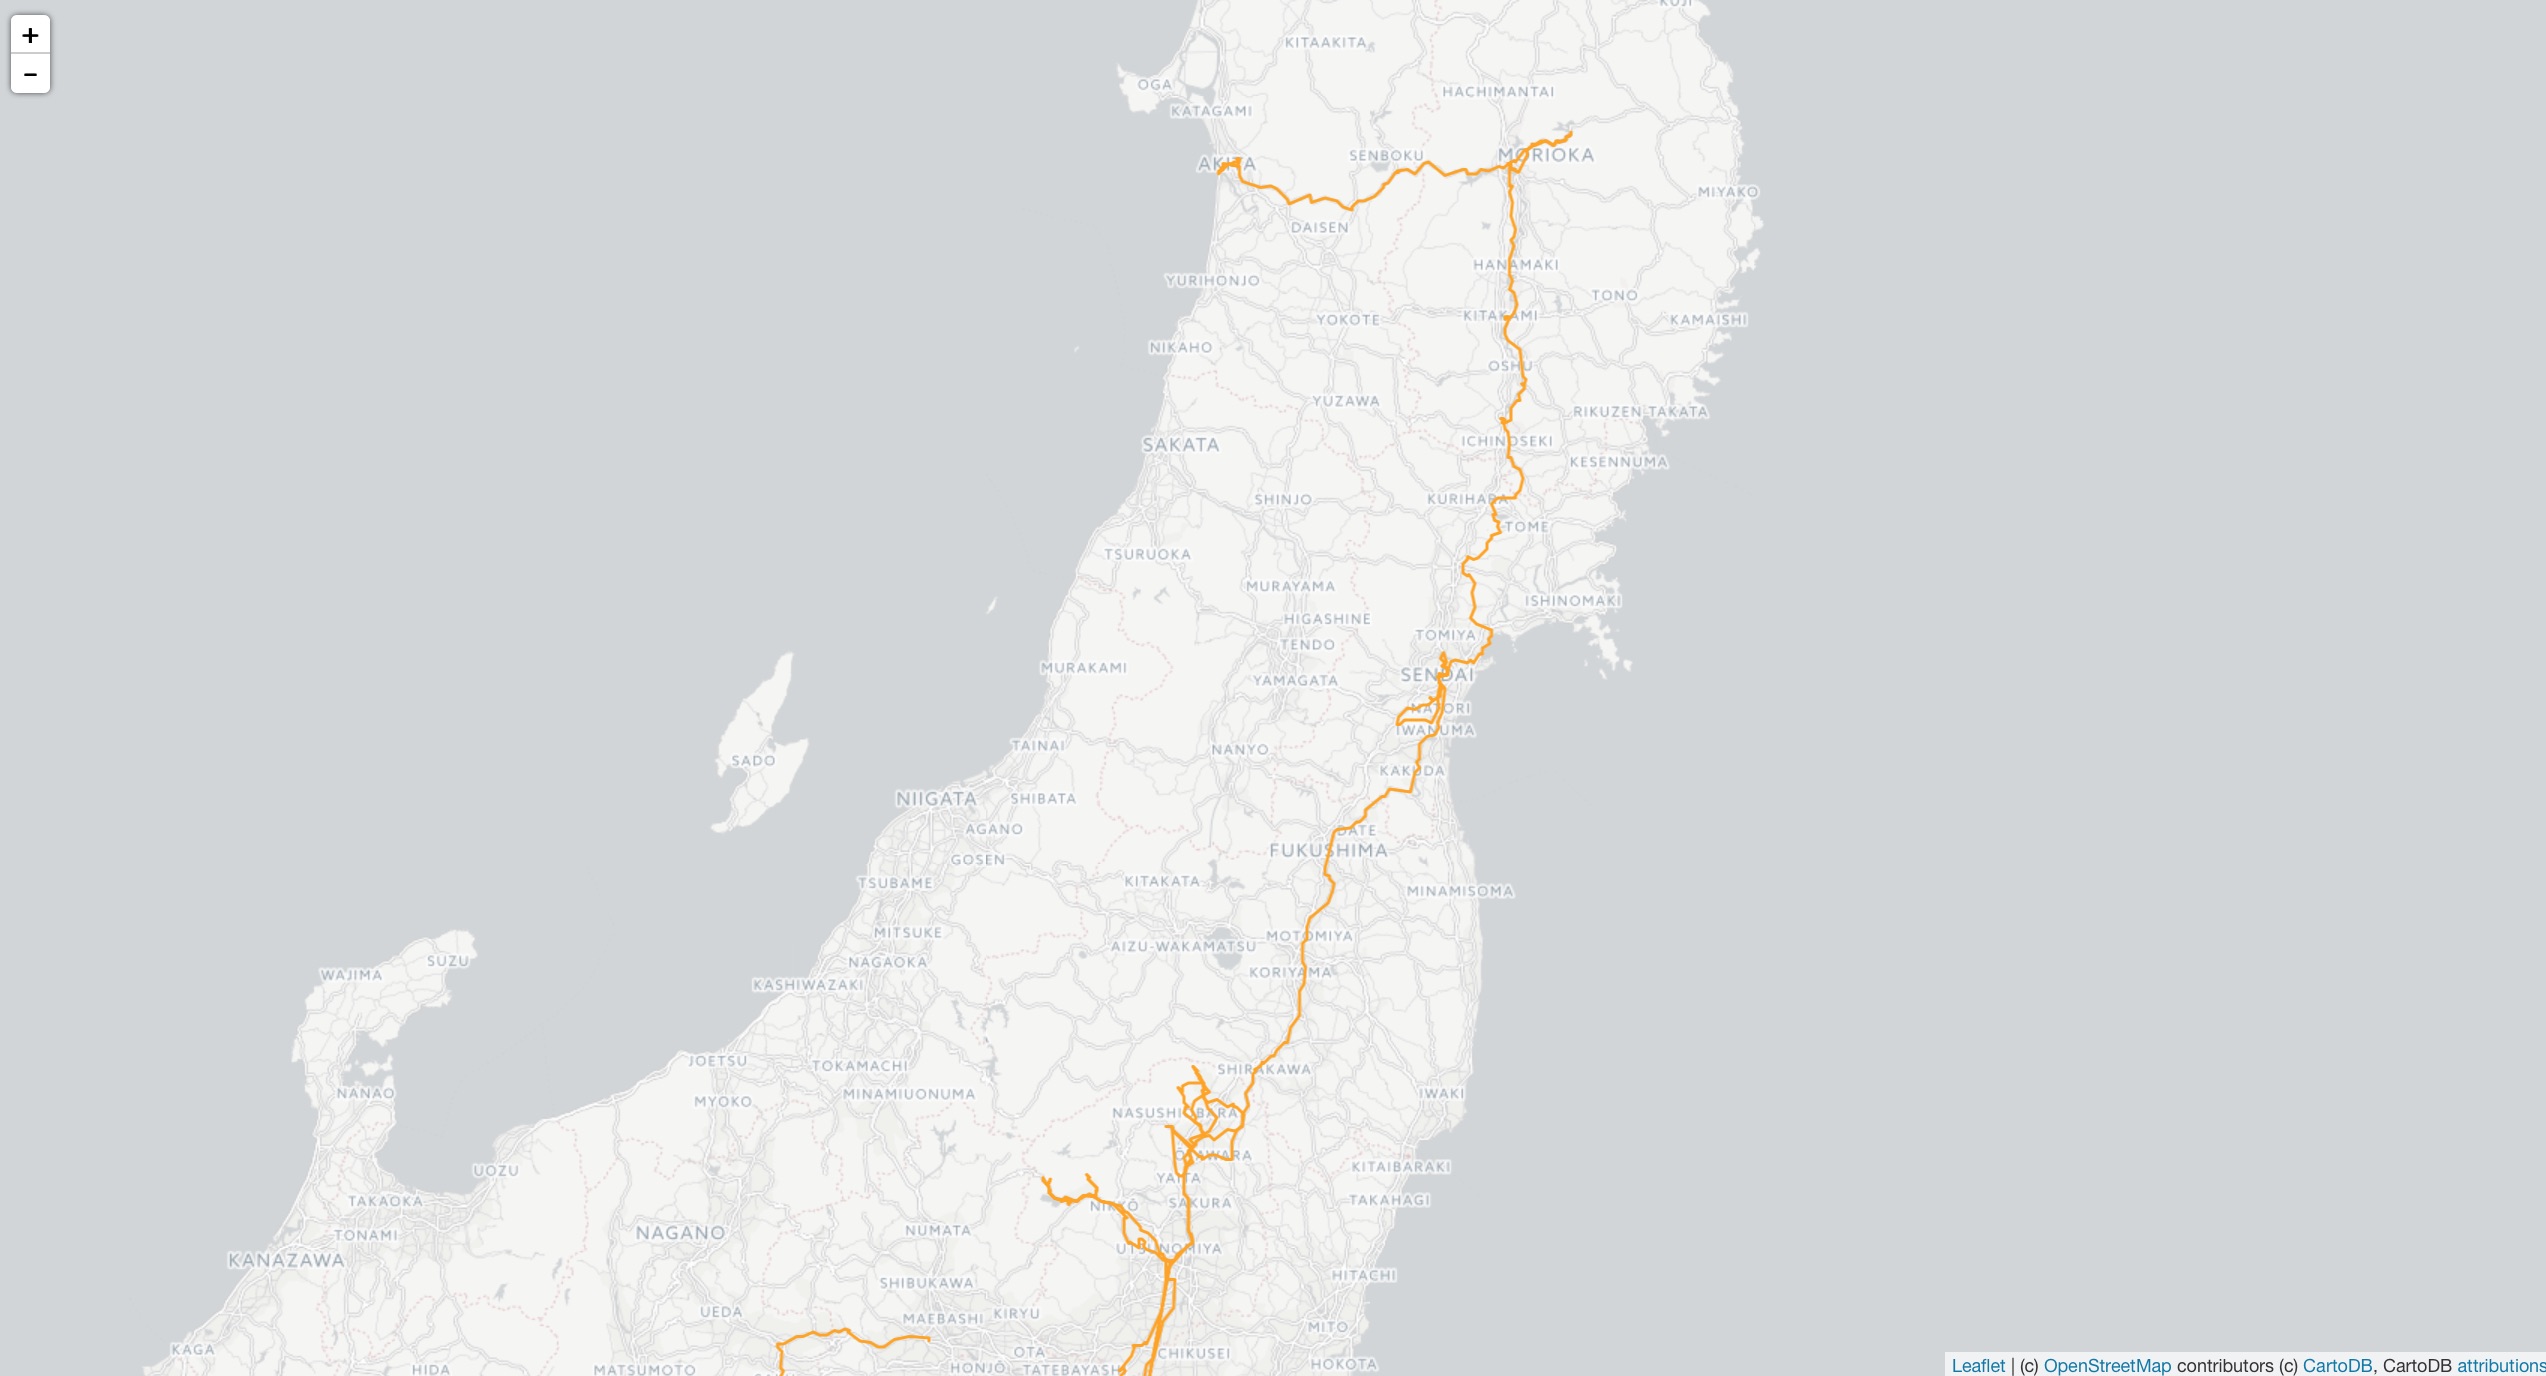 KUJI
+
KITAAKITA
−
OGA
HACHIMANTAI
KATAGAMI
AKITA
SENBOKU
MORIOKA
MIYAKO
DAISEN
HANAMAKI
YURIHONJO
TONO
KITAKAMI
YOKOTE
KAMAISHI
NIKAHO
OSHU
YUZAWA
RIKUZEN-TAKATA
SAKATA
ICHINOSEKI
KESENNUMA
SHINJO
KURIHARA
TOME
TSURUOKA
MURAYAMA
ISHINOMAKI
HIGASHINE
TOMIYA
TENDO
MURAKAMI
SENDAI
YAMAGATA
NATORI
IWANUMA
TAINAI
NANYO
SADO
KAKUDA
NIIGATA
SHIBATA
AGANO
DATE
FUKUSHIMA
GOSEN
TSUBAME
KITAKATA
MINAMISOMA
MITSUKE
MOTOMIYA
AIZU-WAKAMATSU
SUZU
NAGAOKA
WAJIMA
KORIYAMA
KASHIWAZAKI
JOETSU
TOKAMACHI
SHIRAKAWA
NANAO
MINAMIUONUMA
IWAKI
MYOKO
NASUSHIOBARA
ŌTAWARA
UOZU
KITAIBARAKI
YAITA
TAKAOKA
TAKAHAGI
SAKURA
NIKKŌ
NUMATA
NAGANO
TONAMI
UTSUNOMIYA
KANAZAWA
HITACHI
SHIBUKAWA
UEDA
KIRYU
MAEBASHI
MITO
KAGA
OTA
CHIKUSEI
HOKOTA
HONJŌ
TATEBAYASHI
HIDA
MATSUMOTO
Leaflet | (c) OpenStreetMap contributors (c) CartoDB, CartoDB attributions